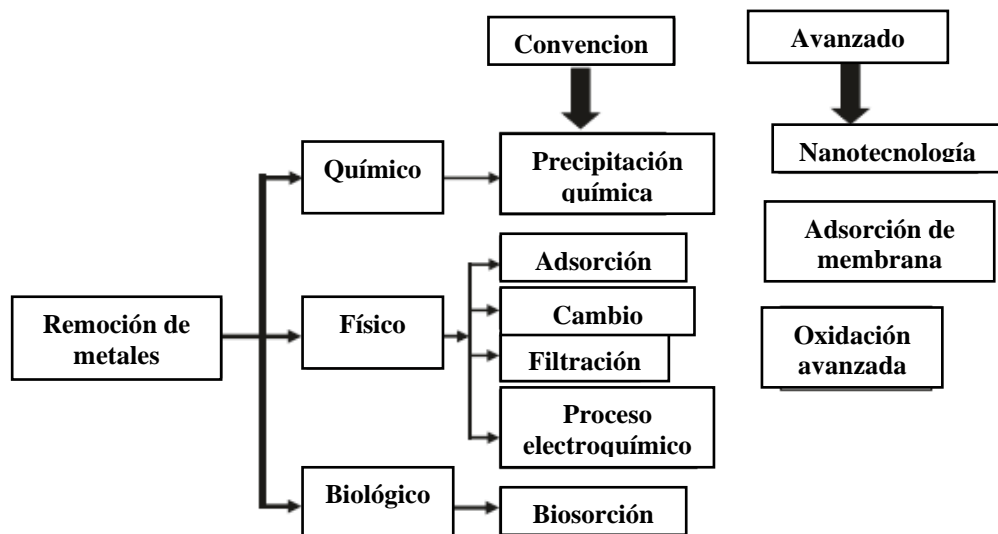 Convencion
Avanzado
Químico
Precipitación
química
Nanotecnología
Adsorción de
membrana
Remoción de
metales
Físico
Adsorción
Cambio
Filtración
Proceso
electroquímico
Oxidación
avanzada
Biológico
Biosorción